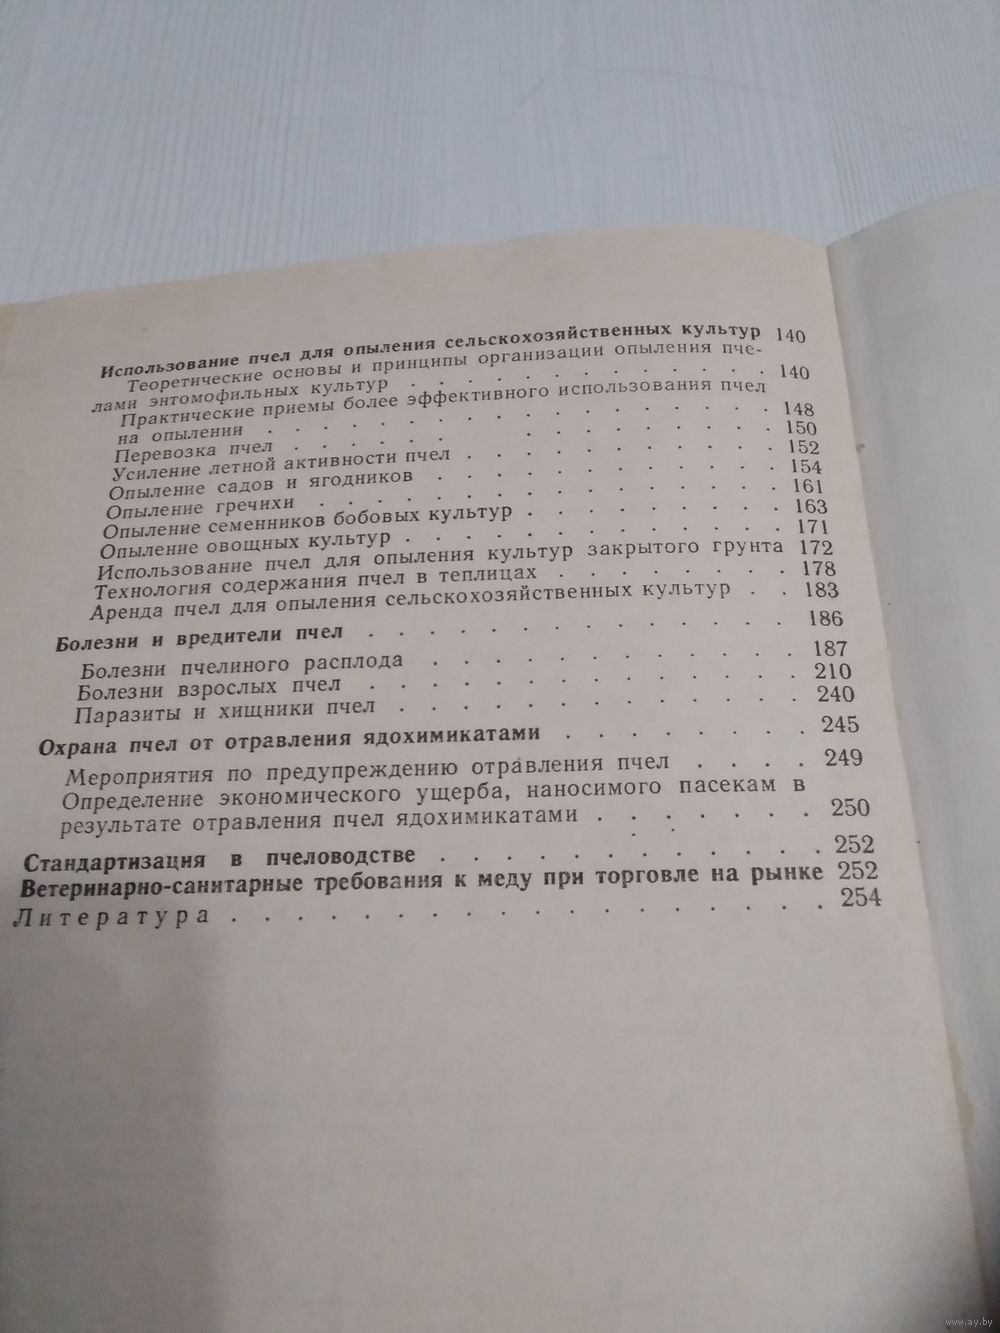 Использование пчел для опыления сельскохозяйственных культур 140
Теоретические основы и принципы организации опыления пче-
лами энтомофильных культур . . . . . . . . . . . . 140
Практические приемы более эффективного использования пчел
на опылении . . . . . . . . . . . . . . . 148
Перевозка пчел . . . . . . . . . . . . . . 150
Усиление летной активности пчел . . . . . . . . . . 152
Опыление садов и ягодников . . . . . . . . . . . 154
Опыление гречихи . . . . . . . . . . . . . 161
Опыление семенников бобовых культур . . . . . . . . 163
Опыление овощных культур . . . . . . . . . . . 171
Использование пчел для опыления культур закрытого грунта 172
Технология содержания пчел в теплицах . . . . . . . 178
Аренда пчел для опыления сельскохозяйственных культур . . 183
Болезни и вредители пчел . . . . . . . . . . . . . 186
Болезни пчелиного расплода . . . . . . . . . . . 187
Болезни взрослых пчел . . . . . . . . . . . . . 210
Паразиты и хищники пчел . . . . . . . . . . . . 240
Охрана пчел от отравления ядохимикатами . . . . . . . 245
Мероприятия по предупреждению отравления пчел . . . . 249
Определение экономического ущерба, наносимого пасекам в
результате отравления пчел ядохимикатами . . . . . . . 250
Стандартизация в пчеловодстве . . . . . . . . . . . 252
Ветеринарно-санитарные требования к меду при торговле на рынке 252
Литература . . . . . . . . . . . . . . . . . 254
www.ay.by